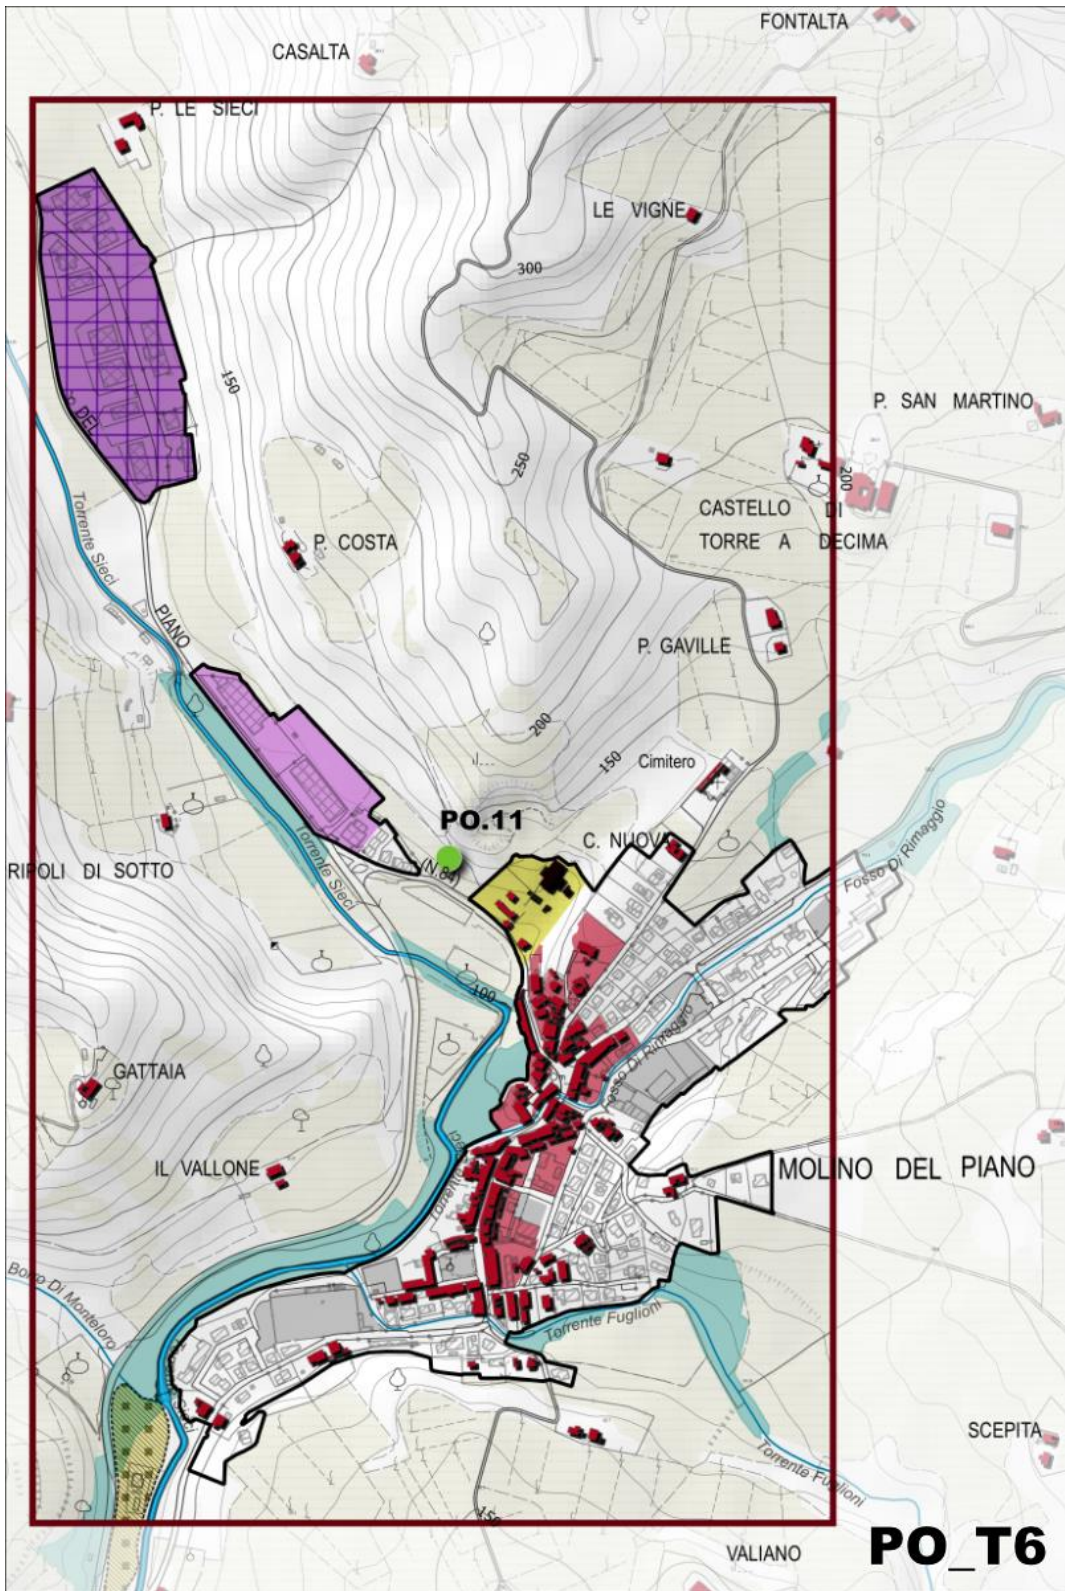 FONTALTA
CASALTA
P. LE SIECI
LE VIGNE
300
150
DEL
P. SAN MARTINO
250
200
CASTELLO DI
TORRE A DECIMA
Torrente Sieci
P. COSTA
PIANO
P. GAVILLE
200
150
Cimitero
PO.11
C. NUOVA
Fosso Di Rimaggio
Torrente Sieci
RIPOLI DI SOTTO
100
Fosso Di Rimaggio
GATTAIA
IL VALLONE
MOLINO DEL PIANO
Borro Di Monteloro
Torrente Fuglioni
SCEPITA
Torrente Fuglioni
150
VALIANO
PO_T6